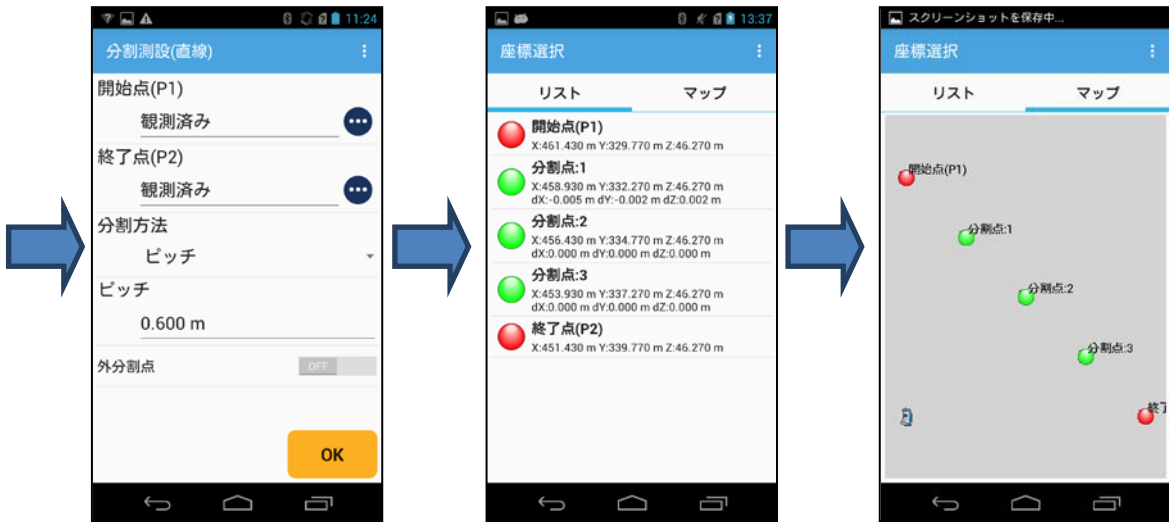 11:24
分割測設(直線)
開始点(P1)
観測済み
終了点(P2)
観測済み
分割方法
ピッチ
ピッチ
0.600 m
外分割点 OFF
OK
13:37
座標選択
リスト マップ
開始点(P1)
X:461.430 m Y:329.770 m Z:46.270 m
分割点:1
X:458.930 m Y:332.270 m Z:46.270 m
dX:-0.005 m dY:-0.002 m dZ:0.002 m
分割点:2
X:456.430 m Y:334.770 m Z:46.270 m
dX:0.000 m dY:0.000 m dZ:0.000 m
分割点:3
X:453.930 m Y:337.270 m Z:46.270 m
dX:0.000 m dY:0.000 m dZ:0.000 m
終了点(P2)
X:451.430 m Y:339.770 m Z:46.270 m
スクリーンショットを保存中...
座標選択
リスト マップ
開始点(P1)
分割点:1
分割点:2
分割点:3
終了